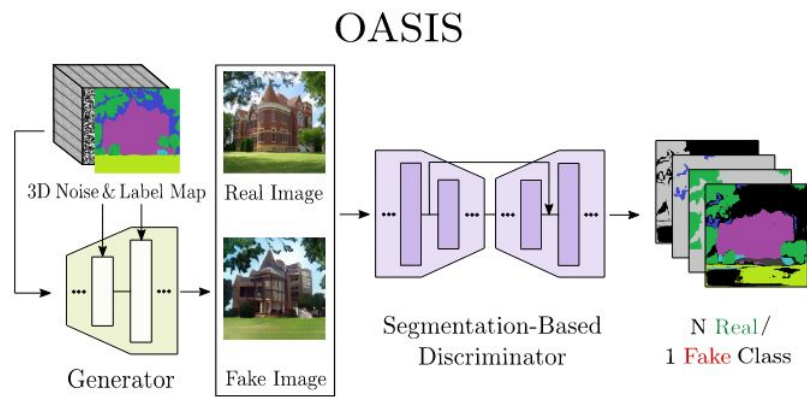 OASIS
3D Noise & Label Map
Real Image
Generator
Fake Image
Segmentation-Based
Discriminator
N Real/
1 Fake Class